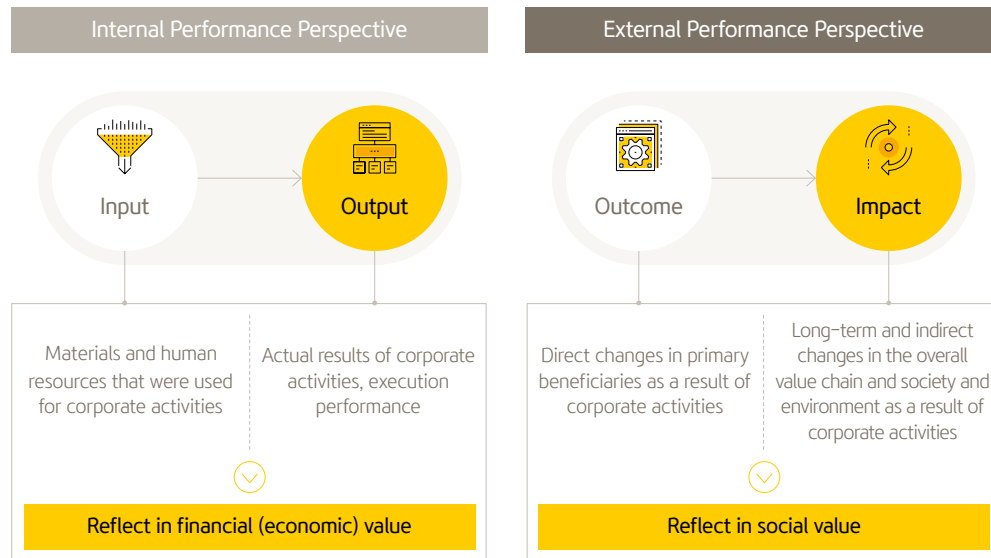 Internal Performance Perspective
External Performance Perspective
Input
Output
Outcome
Impact
Materials and human
resources that were used
for corporate activities
Actual results of corporate
activities, execution
performance
Direct changes in primary
beneficiaries as a result of
corporate activities
Long-term and indirect
changes in the overall
value chain and society and
environment as a result of
corporate activities
Reflect in financial (economic) value
Reflect in social value